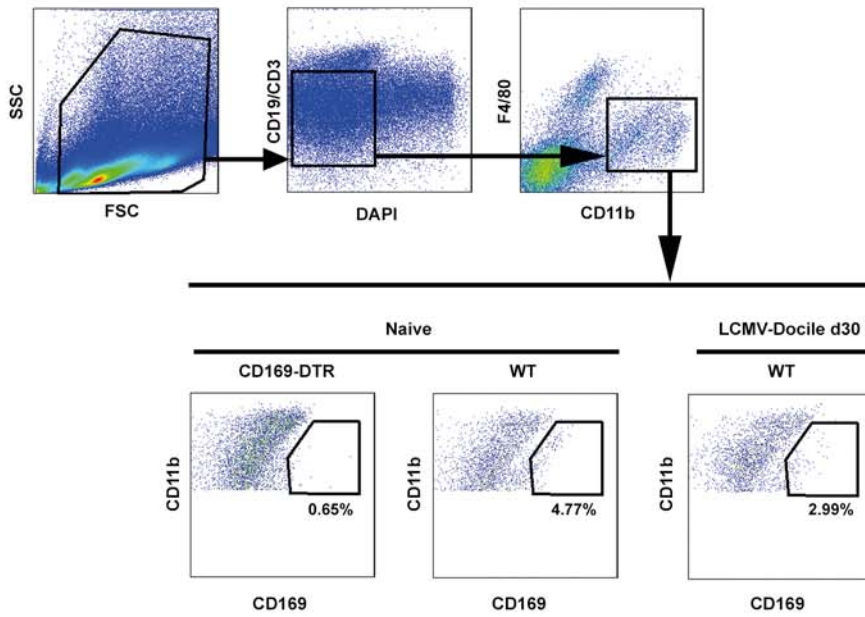 SSC
FSC
CD19/CD3
DAPI
F4/80
CD11b
Naive
LCMV-Docile d30
CD169-DTR
WT
WT
CD11b
0.65%
CD169
CD11b
4.77%
CD169
CD11b
2.99%
CD169